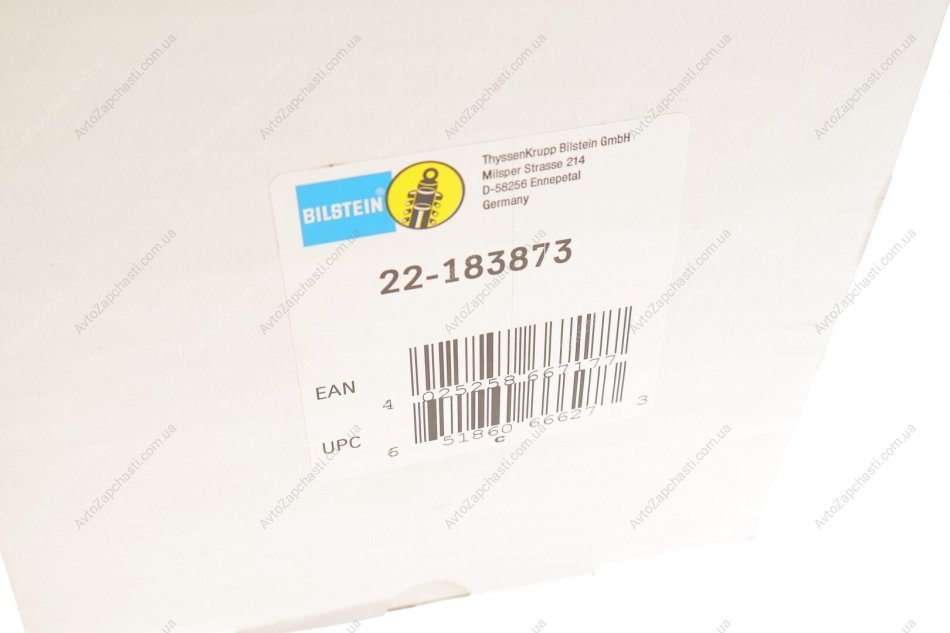 BILSTEIN®
ThyssenKrupp Bilstein GmbH
Milsper Strasse 214
D-58256 Ennepetal
Germany
22-183873
EAN
4 025258 667177
UPC
6 51860 66627 3
C
AvtoZapchasti.com.ua